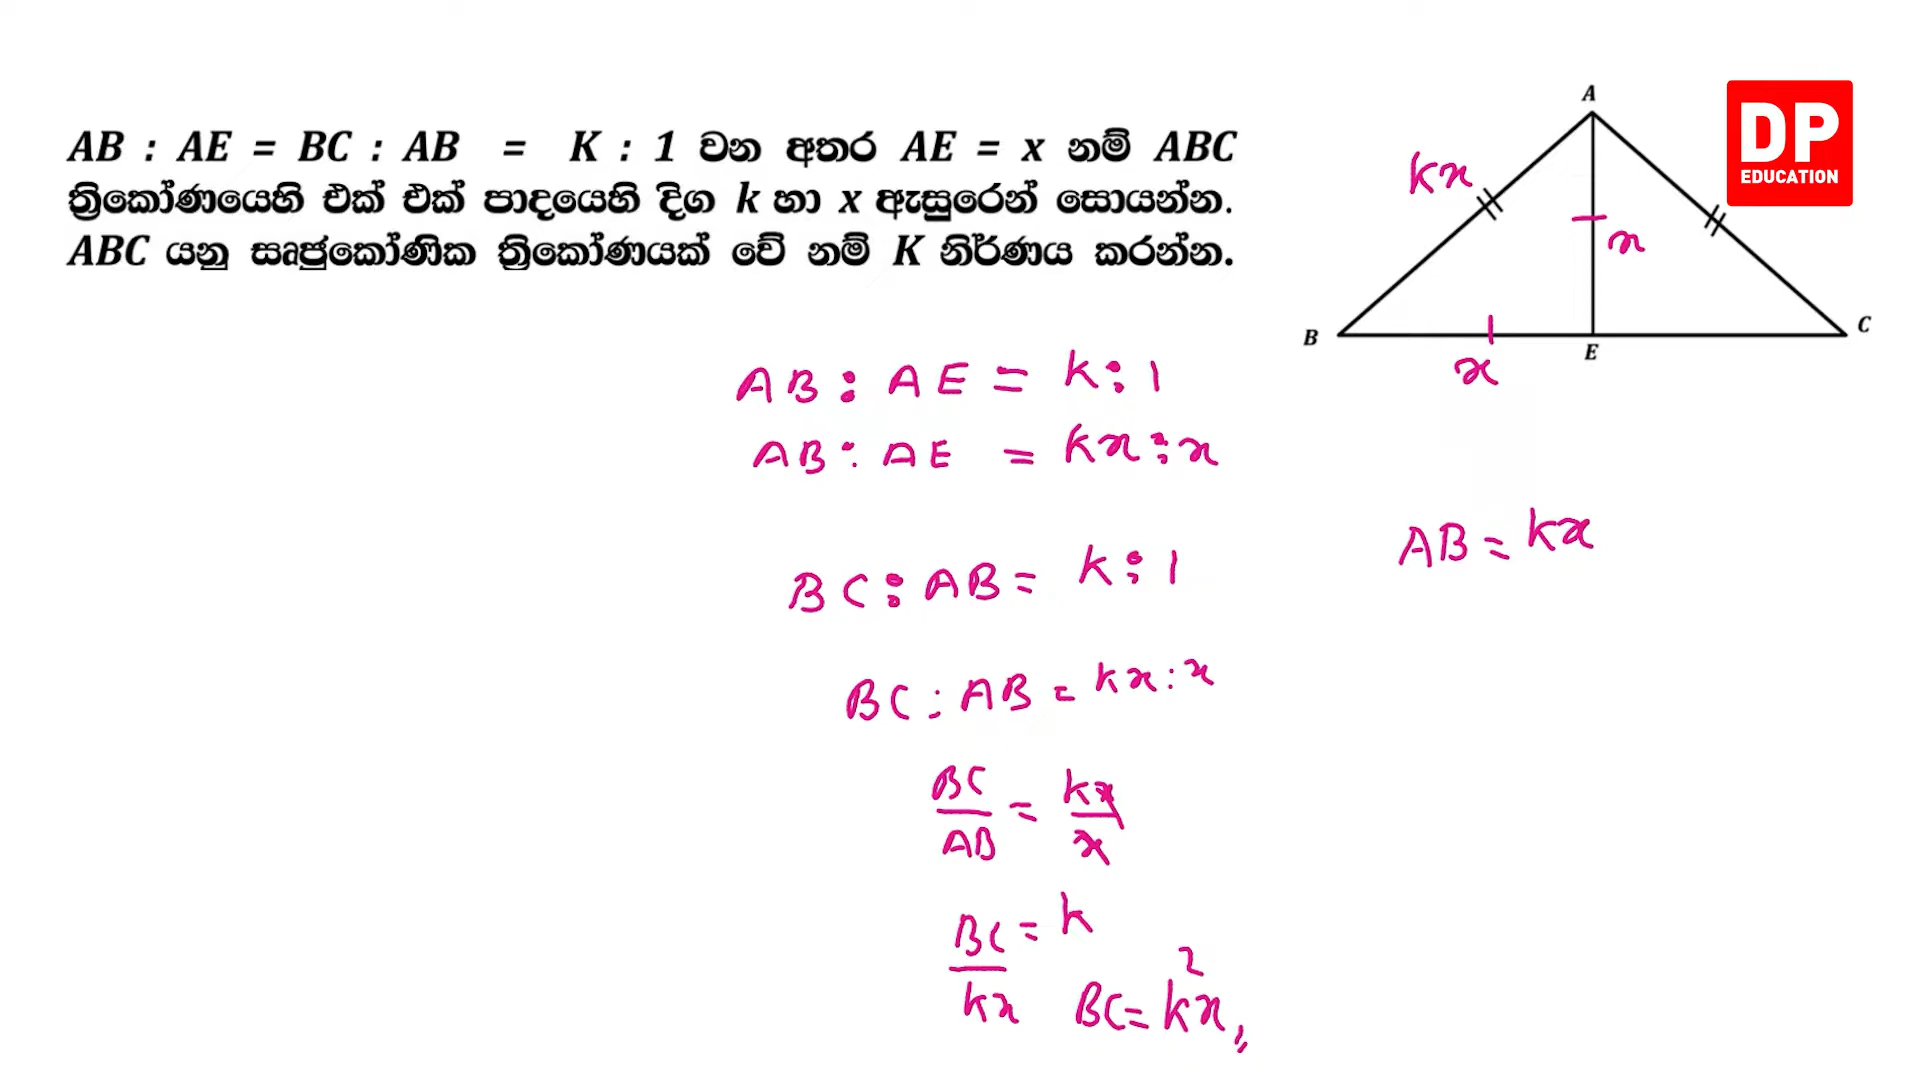 AB : AE = BC : AB = K : 1 වන අතර AE = x නම් ABC
ත්‍රිකෝණයෙහි එක් එක් පාදයෙහි දිග k හා x ඇසුරෙන් සොයන්න.
ABC යනු සෘජුකෝණික ත්‍රිකෝණයක් වේ නම් K නිර්ණය කරන්න.
DP
EDUCATION
A
kx
x
B
E
C
x
AB : AE = k : 1
AB : AE = kx : x
AB = kx
BC : AB = k : 1
BC : AB = kx : x
BC/AB = kx/x
BC/kx = k
BC = k²x